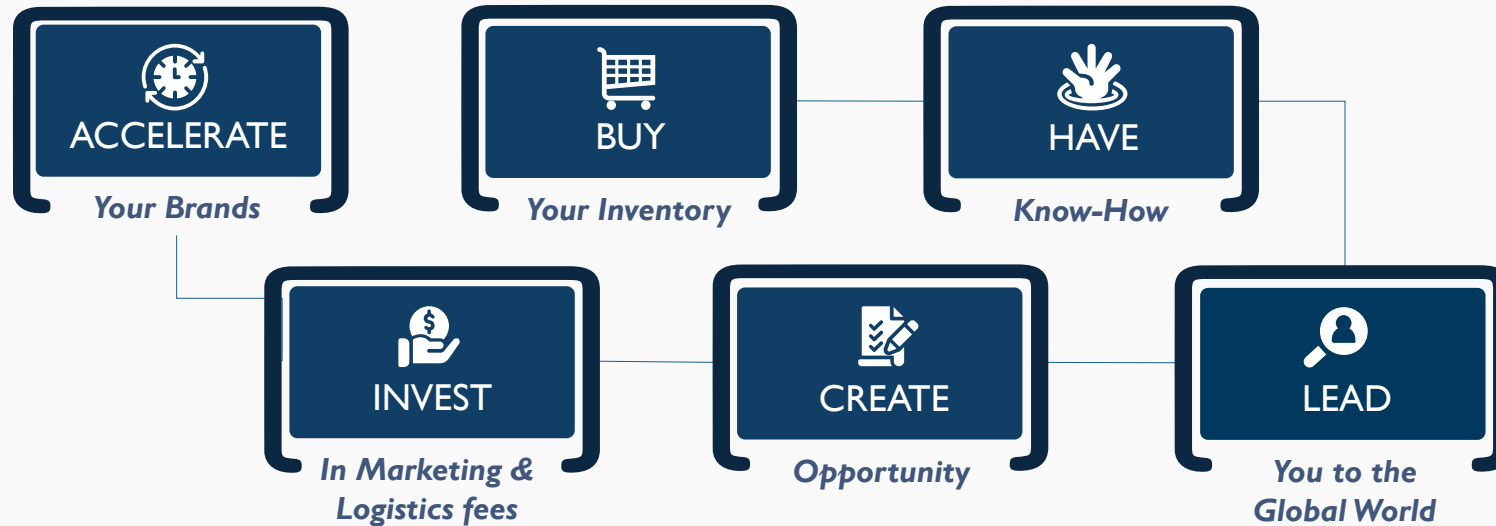 ACCELERATE
Your Brands
BUY
Your Inventory
HAVE
Know-How
INVEST
In Marketing &
Logistics fees
CREATE
Opportunity
LEAD
You to the
Global World